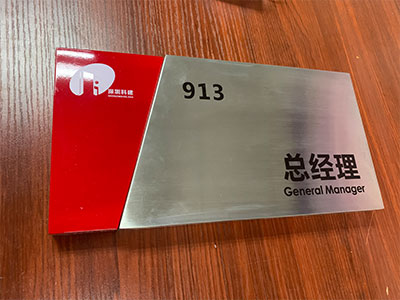 913
总经理
General Manager